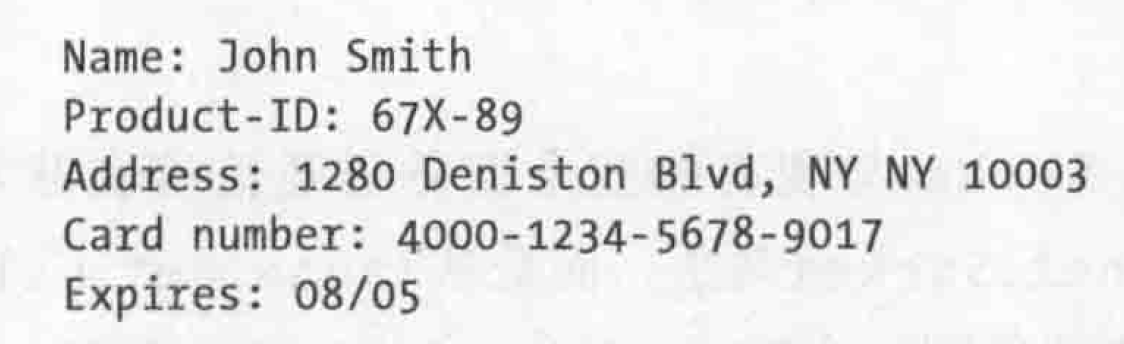 Name: John Smith
Product-ID: 67X-89
Address: 1280 Deniston Blvd, NY NY 10003
Card number: 4000-1234-5678-9017
Expires: 08/05